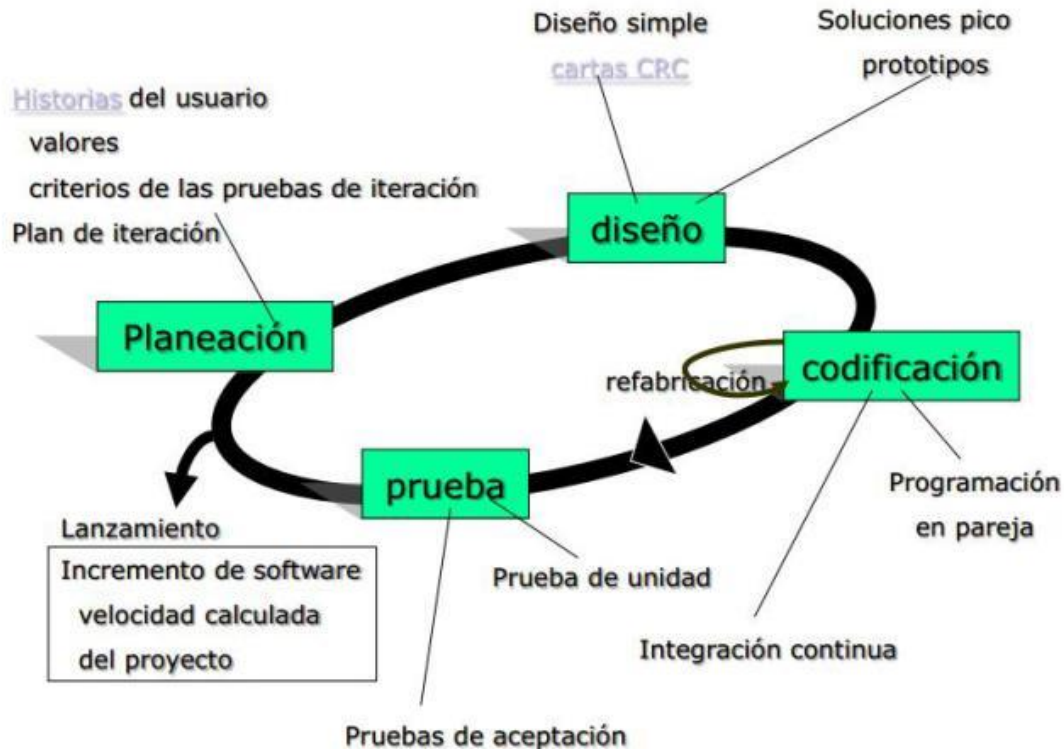 Diseño simple
cartas CRC
Soluciones pico
prototipos
Historias del usuario
valores
criterios de las pruebas de iteración
Plan de iteración
diseño
Planeación
codificación
refabricación
prueba
Programación
en pareja
Lanzamiento
Incremento de software
velocidad calculada
del proyecto
Prueba de unidad
Integración continua
Pruebas de aceptación